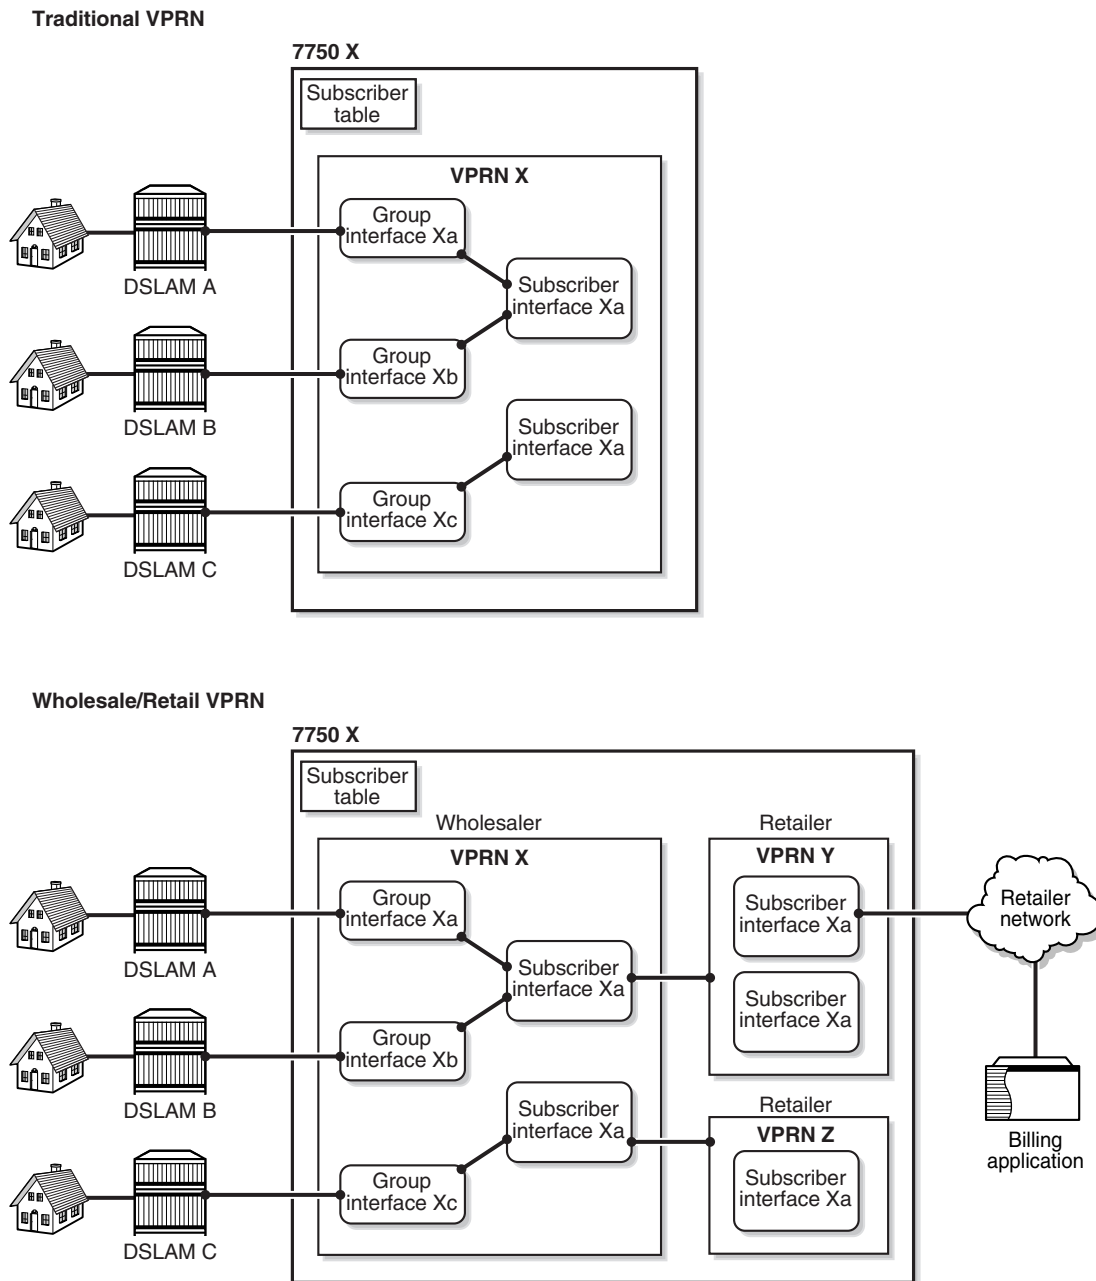 Traditional VPRN
7750 X
Subscriber
table
VPRN X
Group
interface Xa
DSLAM A
Subscriber
interface Xa
Group
interface Xb
DSLAM B
Subscriber
interface Xa
Group
interface Xc
DSLAM C
Wholesale/Retail VPRN
7750 X
Subscriber
table
Wholesaler
VPRN X
Group
interface Xa
DSLAM A
Subscriber
interface Xa
Group
interface Xb
DSLAM B
Subscriber
interface Xa
Group
interface Xc
DSLAM C
Retailer
VPRN Y
Subscriber
interface Xa
Subscriber
interface Xa
Retailer
VPRN Z
Subscriber
interface Xa
Retailer
network
Billing
application